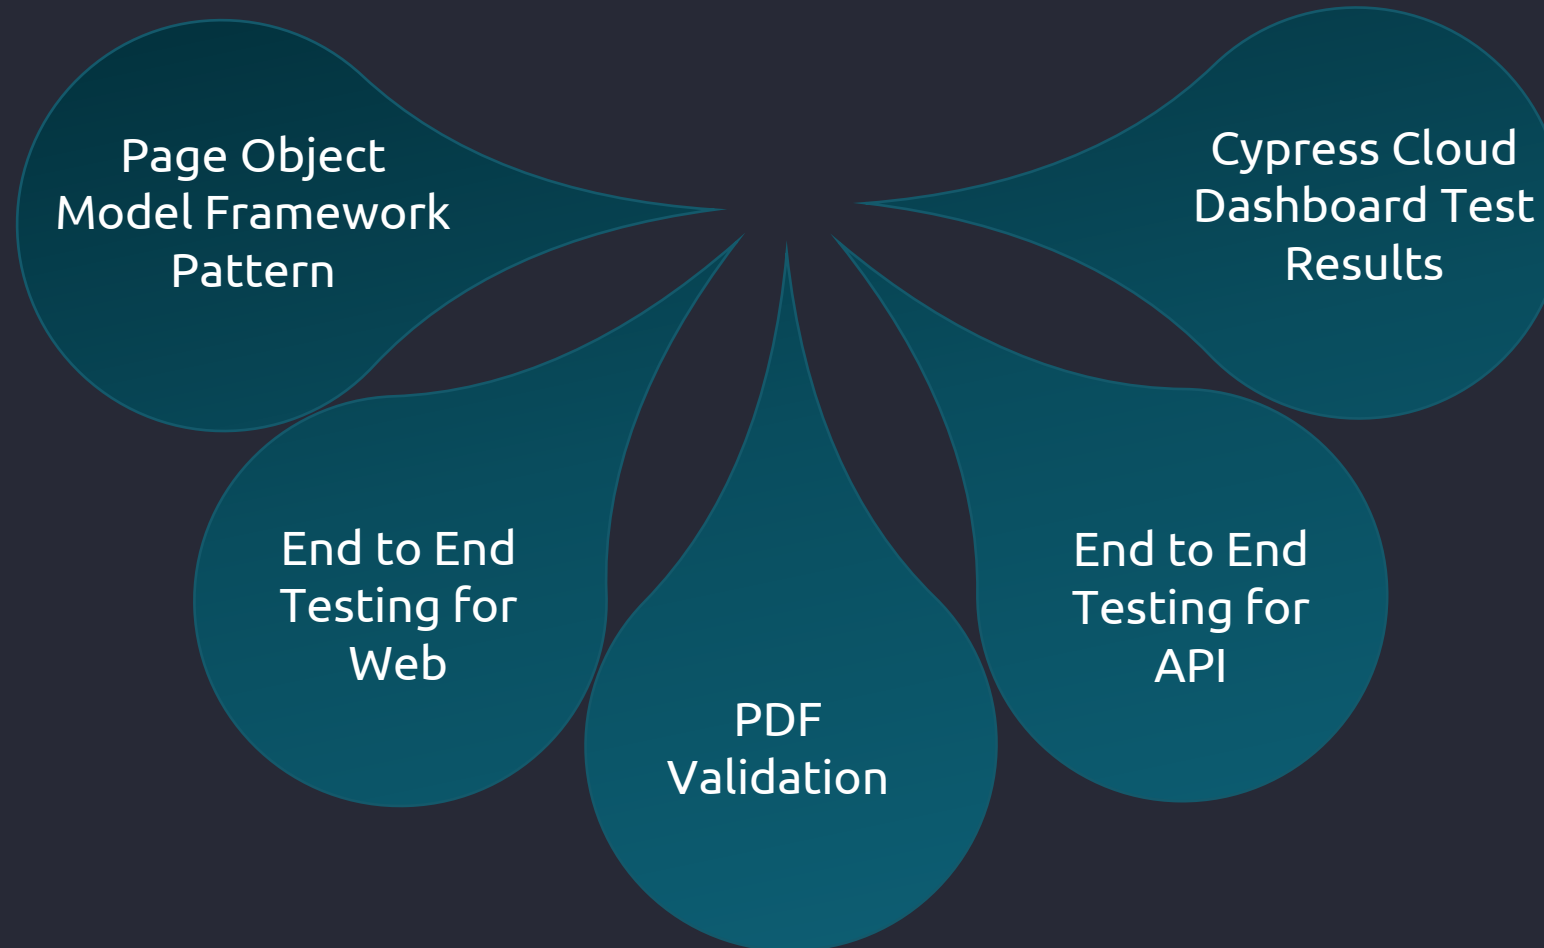 Page Object
Model Framework
Pattern
Cypress Cloud
Dashboard Test
Results
End to End
Testing for
Web
End to End
Testing for
API
PDF
Validation